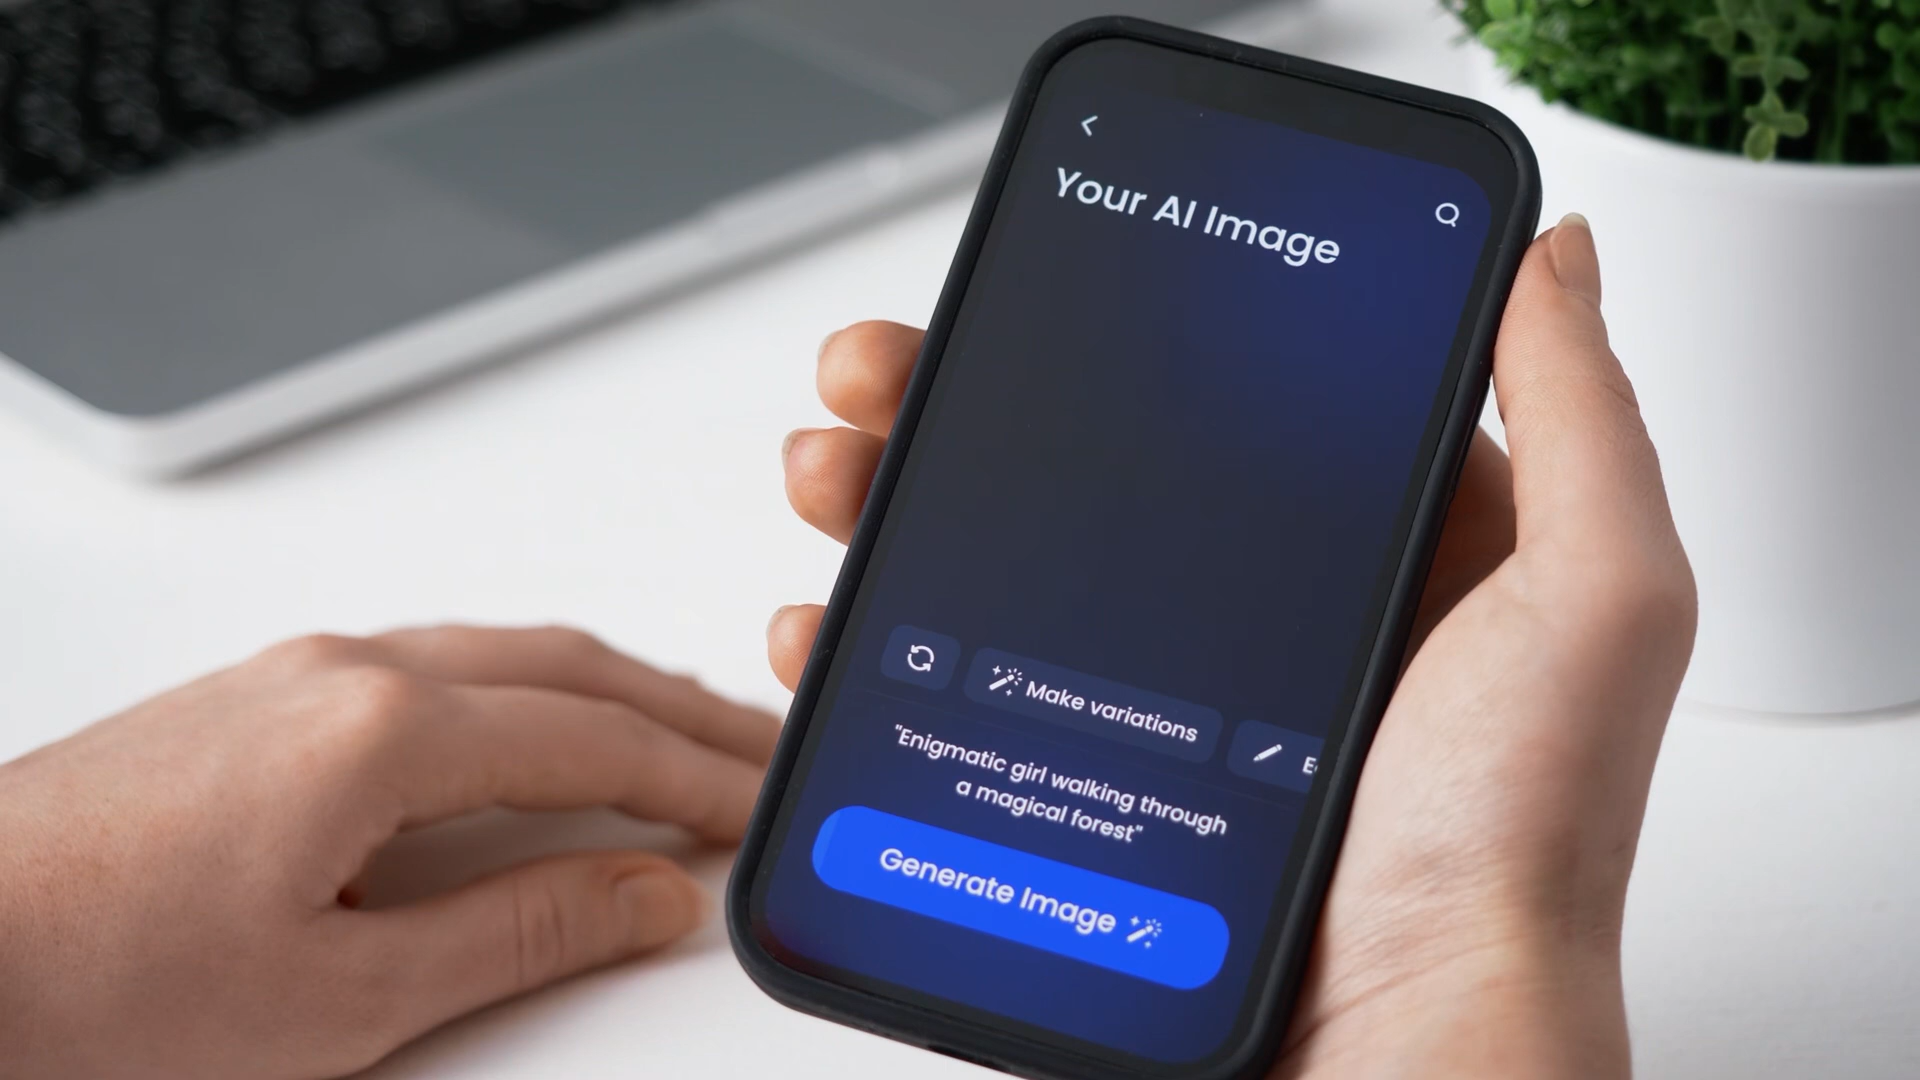 Your AI Image
Make variations
"Enigmatic girl walking through
a magical forest"
Generate Image